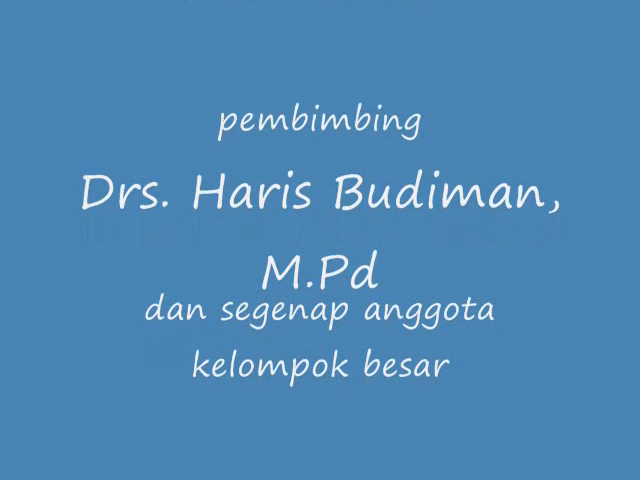 pembimbing
Drs. Haris Budiman,
M.Pd
dan segenap anggota
kelompok besar